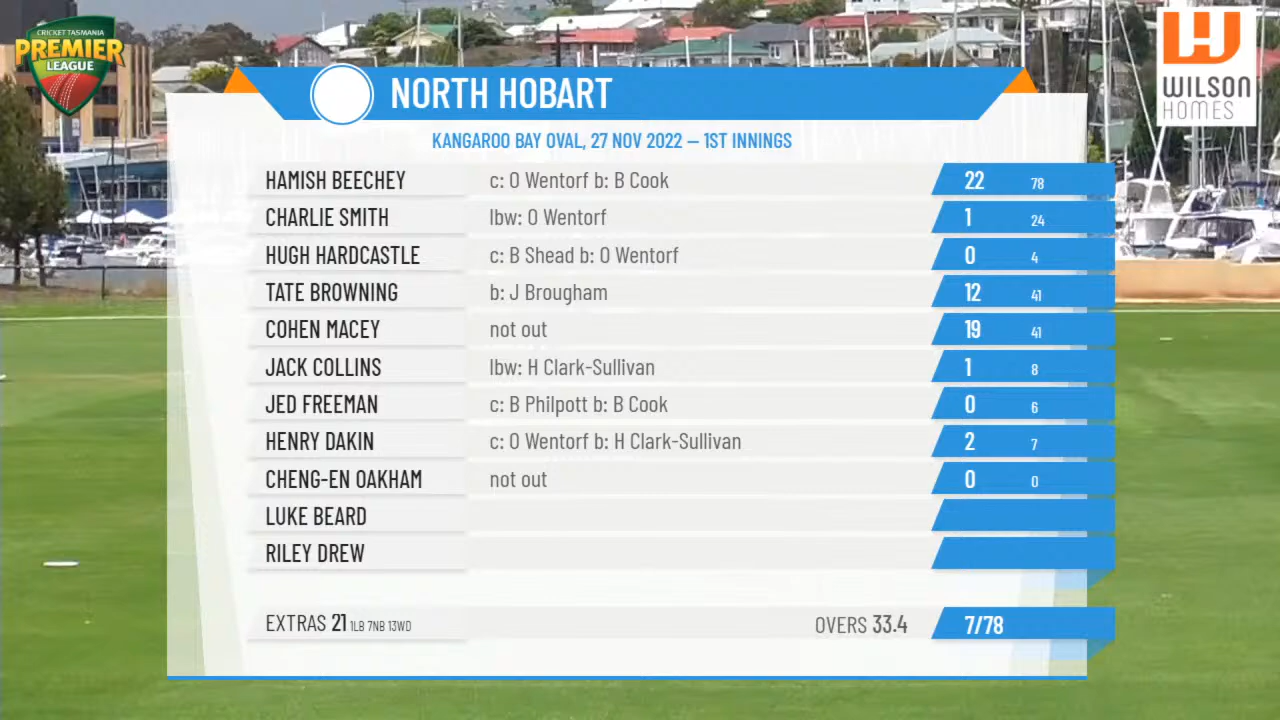 CRICKET TASMANIA
PREMIER
LEAGUE
WILSON
HOMES
NORTH HOBART
KANGAROO BAY OVAL, 27 NOV 2022 – 1ST INNINGS
HAMISH BEECHEY c: O Wentorf b: B Cook 22 78
CHARLIE SMITH lbw: O Wentorf 1 24
HUGH HARDCASTLE c: B Shead b: O Wentorf 0 4
TATE BROWNING b: J Brougham 12 41
COHEN MACEY not out 19 41
JACK COLLINS lbw: H Clark-Sullivan 1 8
JED FREEMAN c: B Philpott b: B Cook 0 6
HENRY DAKIN c: O Wentorf b: H Clark-Sullivan 2 7
CHENG-EN OAKHAM not out 0 0
LUKE BEARD
RILEY DREW
EXTRAS 21 1LB 7NB 13WD OVERS 33.4 7/78